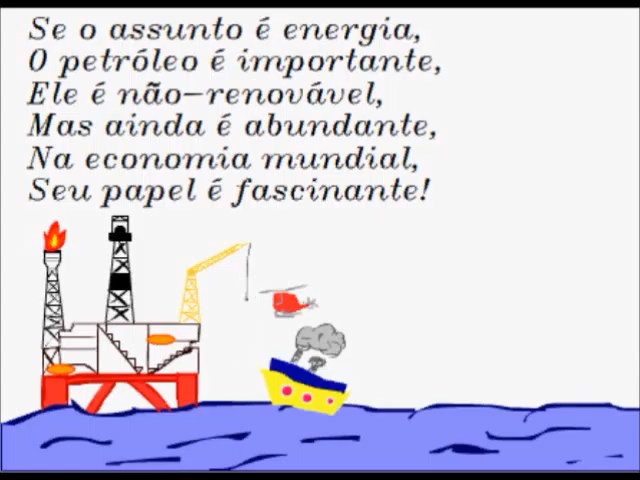 Se o assunto é energia,
O petróleo é importante,
Ele é não-renovável,
Mas ainda é abundante,
Na economia mundial,
Seu papel é fascinante!